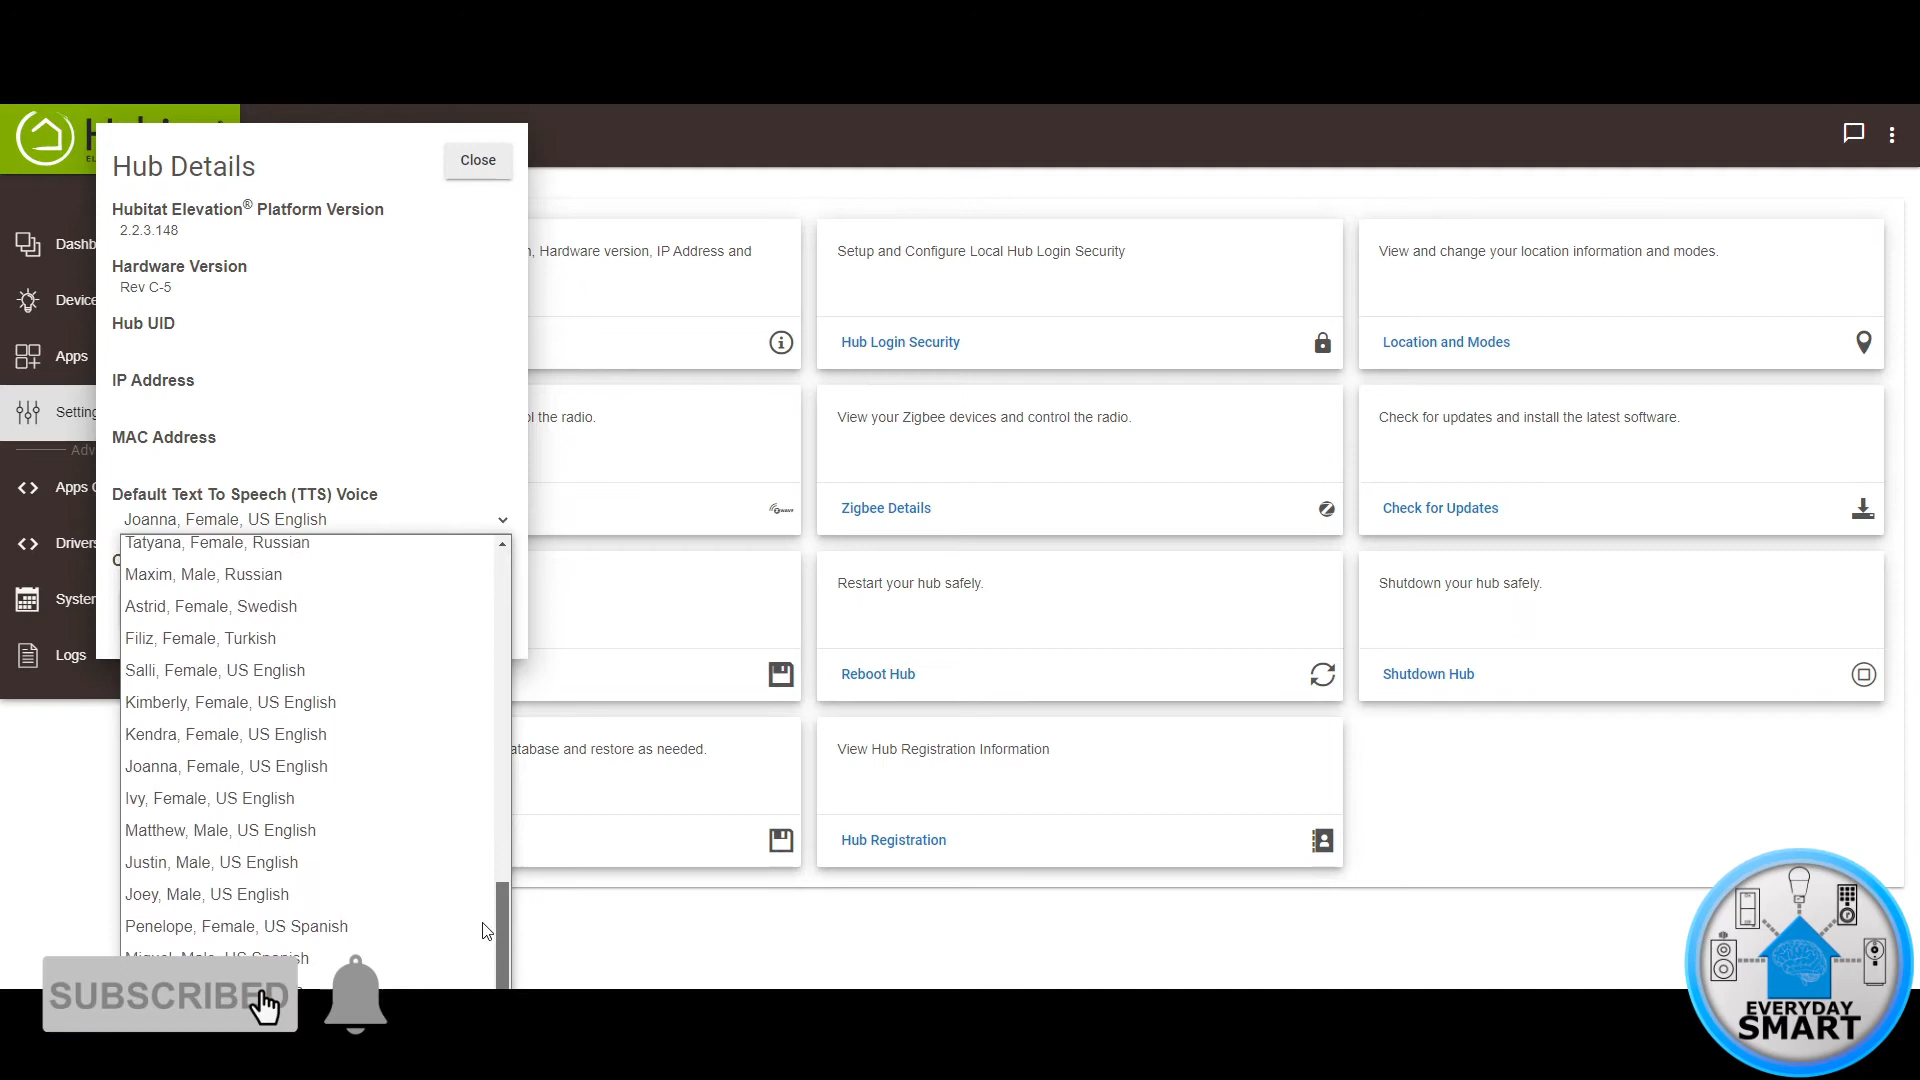 Hub Details
Close
Hubitat Elevation® Platform Version
2.2.3.148
Hardware Version
Rev C-5
Hub UID
IP Address
MAC Address
Default Text To Speech (TTS) Voice
Joanna, Female, US English
Tatyana, Female, Russian
Maxim, Male, Russian
Astrid, Female, Swedish
Filiz, Female, Turkish
Salli, Female, US English
Kimberly, Female, US English
Kendra, Female, US English
Joanna, Female, US English
Ivy, Female, US English
Matthew, Male, US English
Justin, Male, US English
Joey, Male, US English
Penelope, Female, US Spanish
Miguel, Male, US Spanish
Dashb
Device
Apps
Setting
Adv
Apps C
Drivers
System
Logs
, Hardware version, IP Address and
Setup and Configure Local Hub Login Security
View and change your location information and modes.
Hub Login Security
Location and Modes
the radio.
View your Zigbee devices and control the radio.
Check for updates and install the latest software.
Zigbee Details
Check for Updates
Restart your hub safely.
Shutdown your hub safely.
Reboot Hub
Shutdown Hub
atabase and restore as needed.
View Hub Registration Information
Hub Registration
SUBSCRIBED
EVERYDAY
SMART